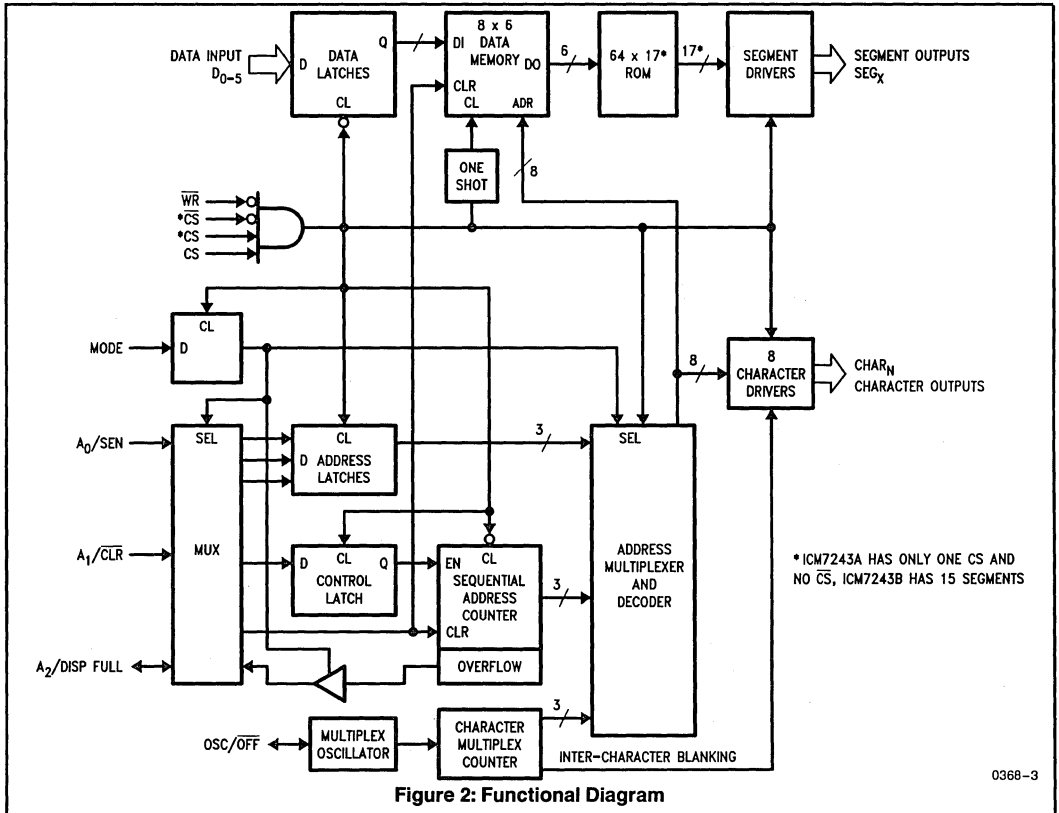 DATA INPUT
D0-5
D
DATA
LATCHES
Q
CL
DI
8 x 6
DATA
MEMORY
DO
CLR
CL
ADR
6
64 x 17*
ROM
17*
SEGMENT
DRIVERS
SEGMENT OUTPUTS
SEGX
ONE
SHOT
8
W̅R̅
*C̅S̅
*CS
CS
MODE
CL
D
8
8
CHARACTER
DRIVERS
CHARN
CHARACTER OUTPUTS
A0/SEN
SEL
MUX
CL
D ADDRESS
LATCHES
3
SEL
ADDRESS
MULTIPLEXER
AND
DECODER
A1/C̅L̅R̅
D
CL
Q
CONTROL
LATCH
EN
CL
SEQUENTIAL
ADDRESS
COUNTER
CLR
3
* ICM7243A HAS ONLY ONE CS AND
NO C̅S̅, ICM7243B HAS 15 SEGMENTS
A2/DISP FULL
OVERFLOW
OSC/O̅F̅F̅
MULTIPLEX
OSCILLATOR
CHARACTER
MULTIPLEX
COUNTER
3
INTER-CHARACTER BLANKING
0368-3
Figure 2: Functional Diagram